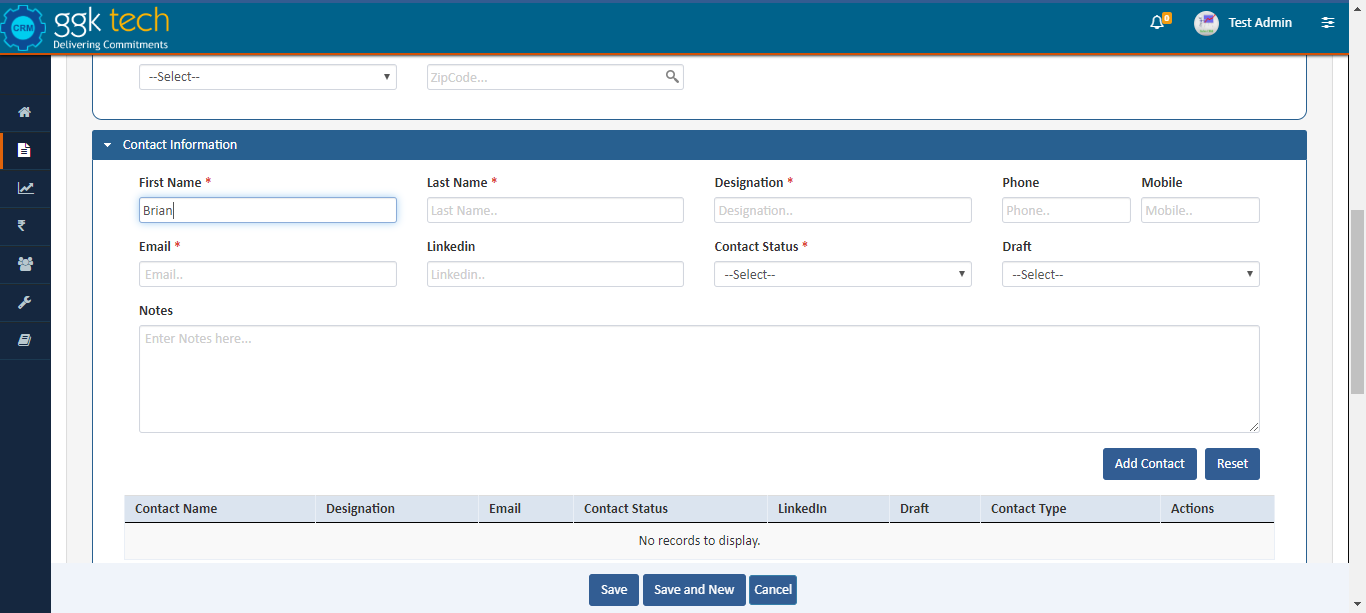 CRM ggk tech
Delivering Commitments
0
Test Admin
--Select-- ZipCode...
Contact Information
First Name * Last Name * Designation * Phone Mobile
Brian Last Name.. Designation.. Phone.. Mobile..
Email * Linkedin Contact Status * Draft
Email.. Linkedin.. --Select-- --Select--
Notes
Enter Notes here...
Add Contact Reset
Contact Name Designation Email Contact Status LinkedIn Draft Contact Type Actions
No records to display.
Save Save and New Cancel